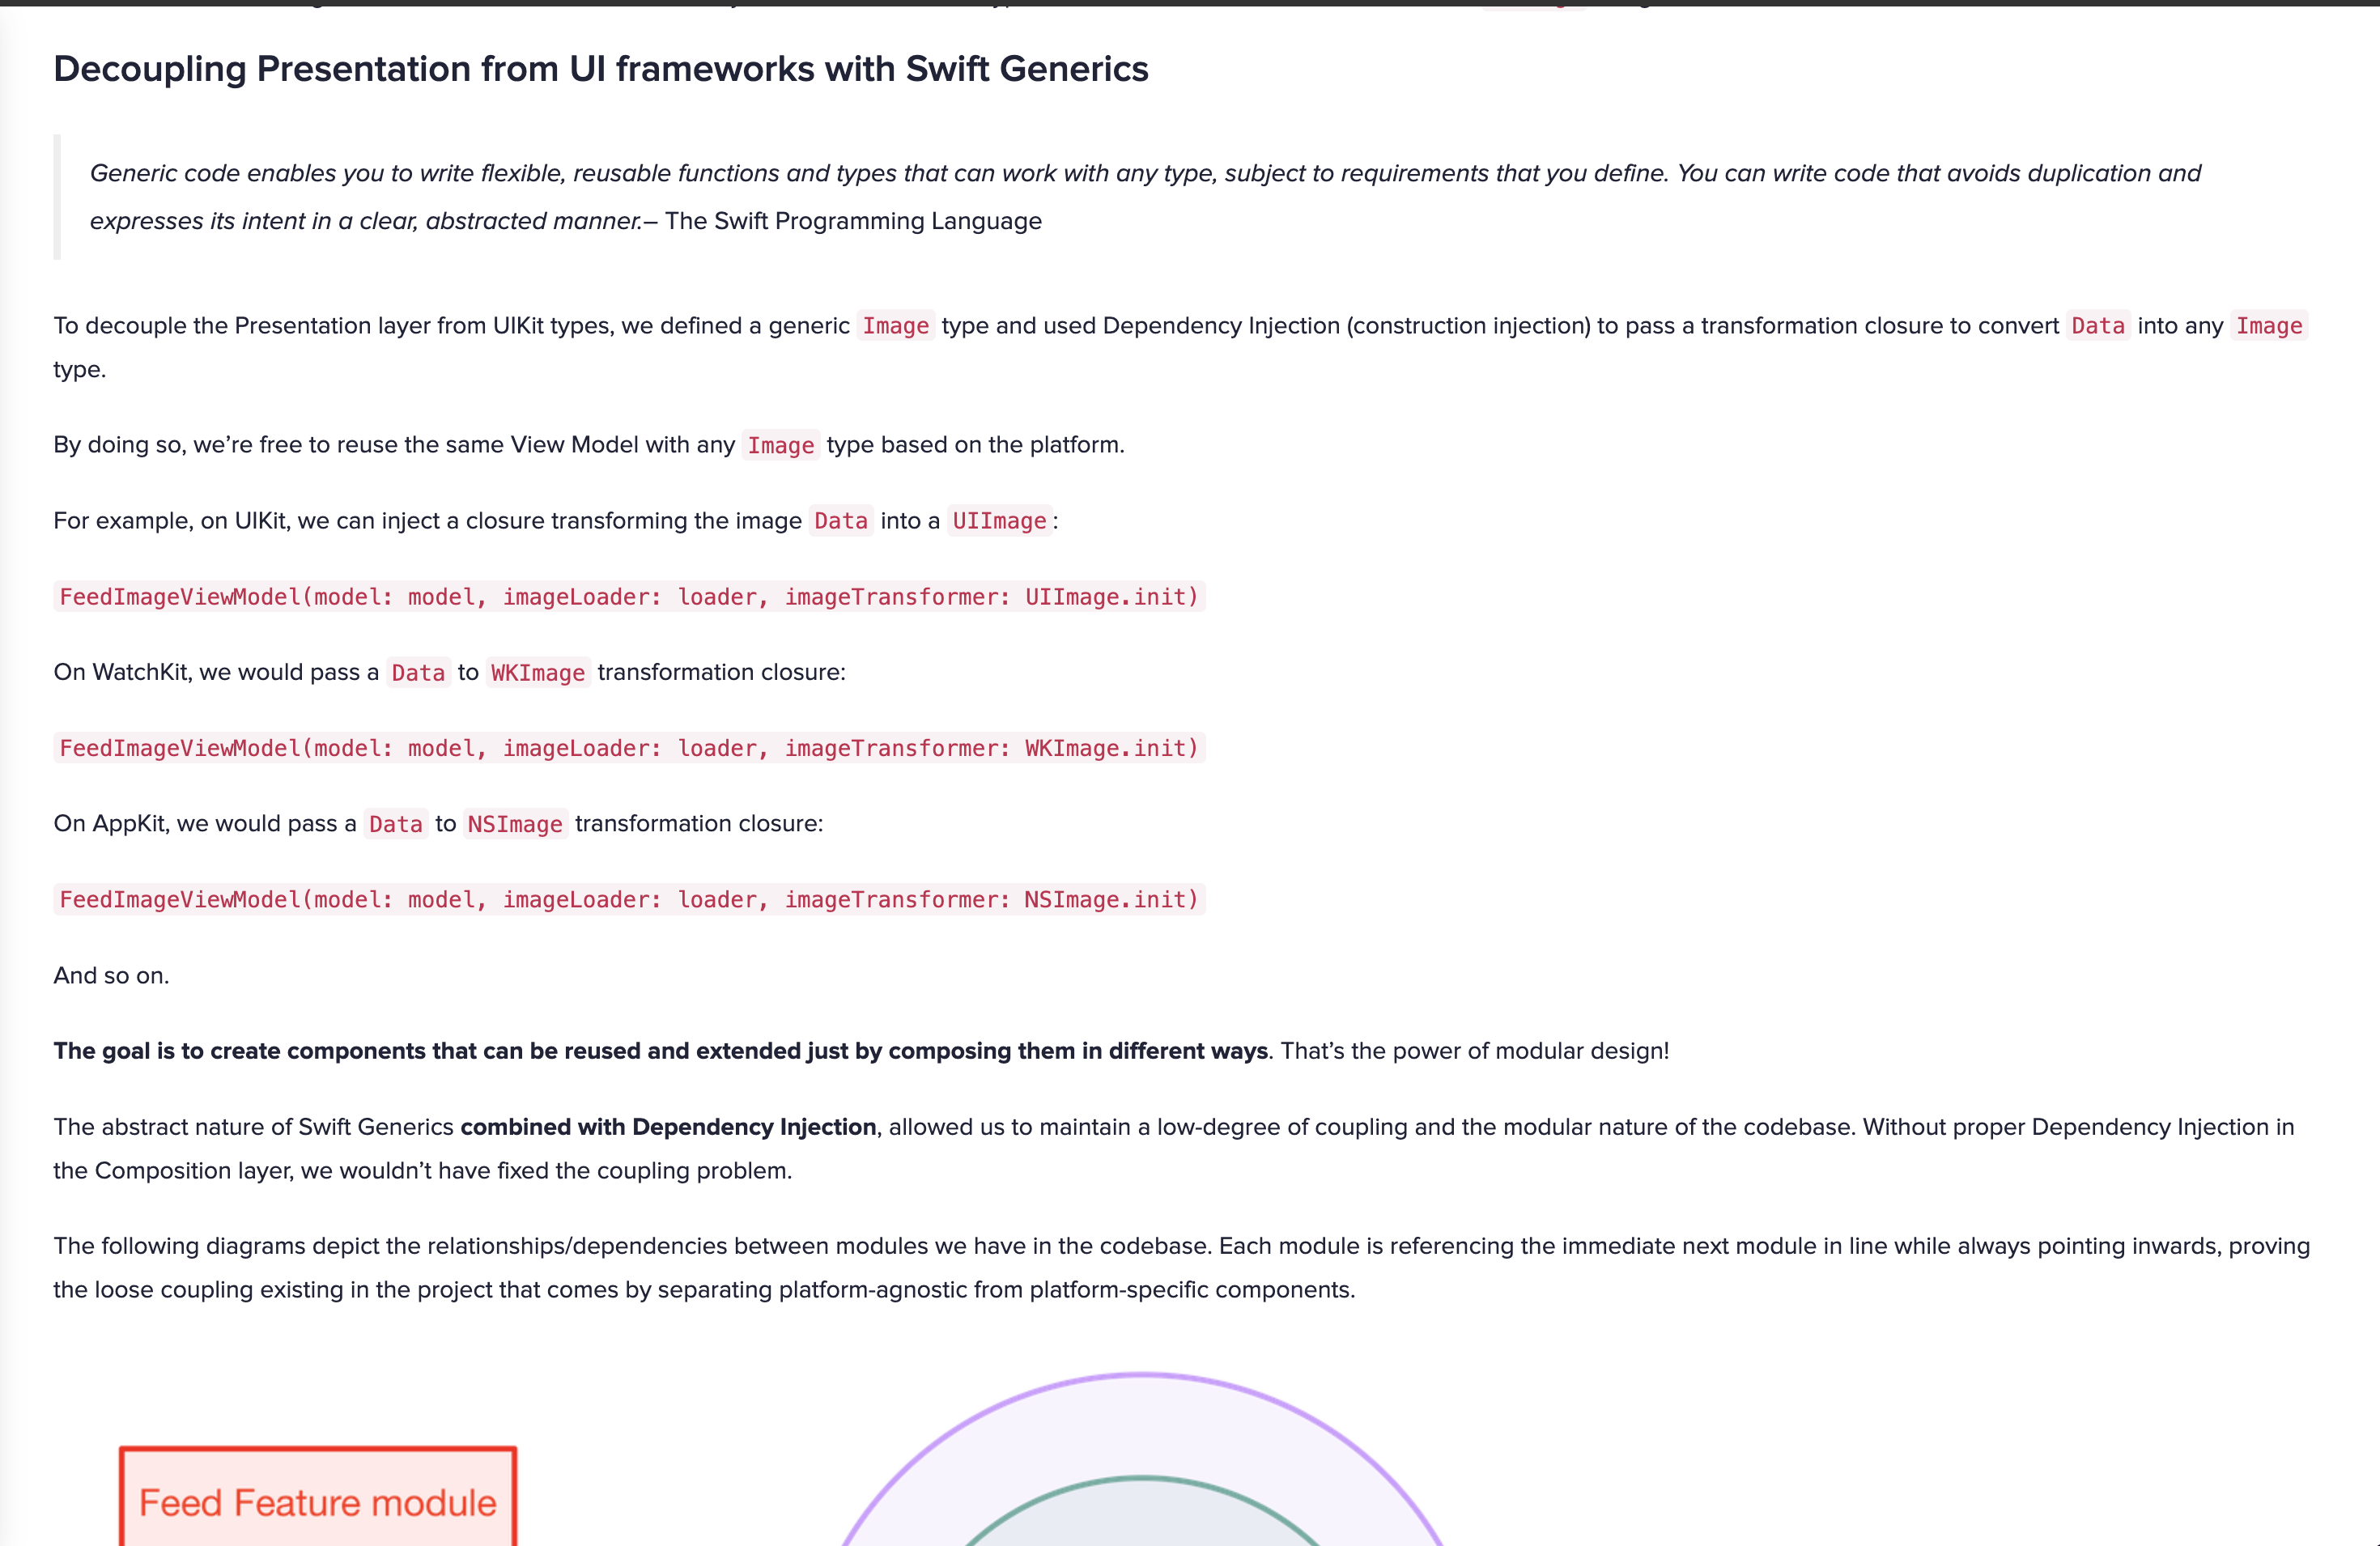 Decoupling Presentation from UI frameworks with Swift Generics
Generic code enables you to write flexible, reusable functions and types that can work with any type, subject to requirements that you define. You can write code that avoids duplication and
expresses its intent in a clear, abstracted manner.– The Swift Programming Language
To decouple the Presentation layer from UIKit types, we defined a generic Image type and used Dependency Injection (construction injection) to pass a transformation closure to convert Data into any Image
type.
By doing so, we’re free to reuse the same View Model with any Image type based on the platform.
For example, on UIKit, we can inject a closure transforming the image Data into a UIImage:
FeedImageViewModel(model: model, imageLoader: loader, imageTransformer: UIImage.init)
On WatchKit, we would pass a Data to WKImage transformation closure:
FeedImageViewModel(model: model, imageLoader: loader, imageTransformer: WKImage.init)
On AppKit, we would pass a Data to NSImage transformation closure:
FeedImageViewModel(model: model, imageLoader: loader, imageTransformer: NSImage.init)
And so on.
The goal is to create components that can be reused and extended just by composing them in different ways. That’s the power of modular design!
The abstract nature of Swift Generics combined with Dependency Injection, allowed us to maintain a low-degree of coupling and the modular nature of the codebase. Without proper Dependency Injection in
the Composition layer, we wouldn’t have fixed the coupling problem.
The following diagrams depict the relationships/dependencies between modules we have in the codebase. Each module is referencing the immediate next module in line while always pointing inwards, proving
the loose coupling existing in the project that comes by separating platform-agnostic from platform-specific components.
Feed Feature module